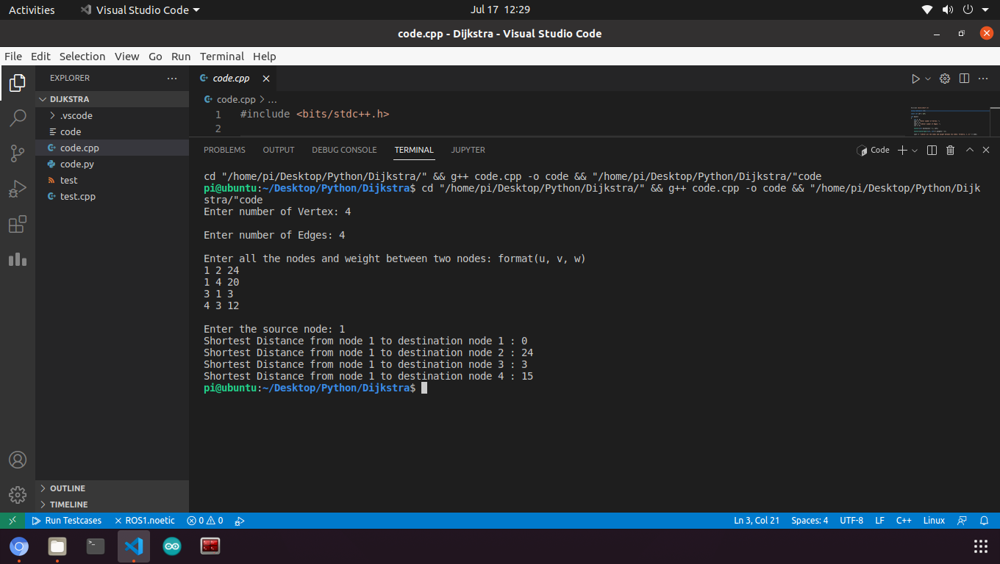 Activities
Visual Studio Code
Jul 17 12:29
code.cpp - Dijkstra - Visual Studio Code
File Edit Selection View Go Run Terminal Help
EXPLORER
DIJKSTRA
.vscode
code
code.cpp
code.py
test
test.cpp
OUTLINE
TIMELINE
code.cpp
code.cpp > ...
1 #include <bits/stdc++.h>
2
PROBLEMS OUTPUT DEBUG CONSOLE TERMINAL JUPYTER
Code
cd "/home/pi/Desktop/Python/Dijkstra/" && g++ code.cpp -o code && "/home/pi/Desktop/Python/Dijkstra/"code
pi@ubuntu:~/Desktop/Python/Dijkstra$ cd "/home/pi/Desktop/Python/Dijkstra/" && g++ code.cpp -o code && "/home/pi/Desktop/Python/Dijk
stra/"code
Enter number of Vertex: 4
Enter number of Edges: 4
Enter all the nodes and weight between two nodes: format(u, v, w)
1 2 24
1 4 20
3 1 3
4 3 12
Enter the source node: 1
Shortest Distance from node 1 to destination node 1 : 0
Shortest Distance from node 1 to destination node 2 : 24
Shortest Distance from node 1 to destination node 3 : 3
Shortest Distance from node 1 to destination node 4 : 15
pi@ubuntu:~/Desktop/Python/Dijkstra$
Run Testcases
ROS1.noetic
0 0
Ln 3, Col 21
Spaces: 4
UTF-8
LF
C++
Linux